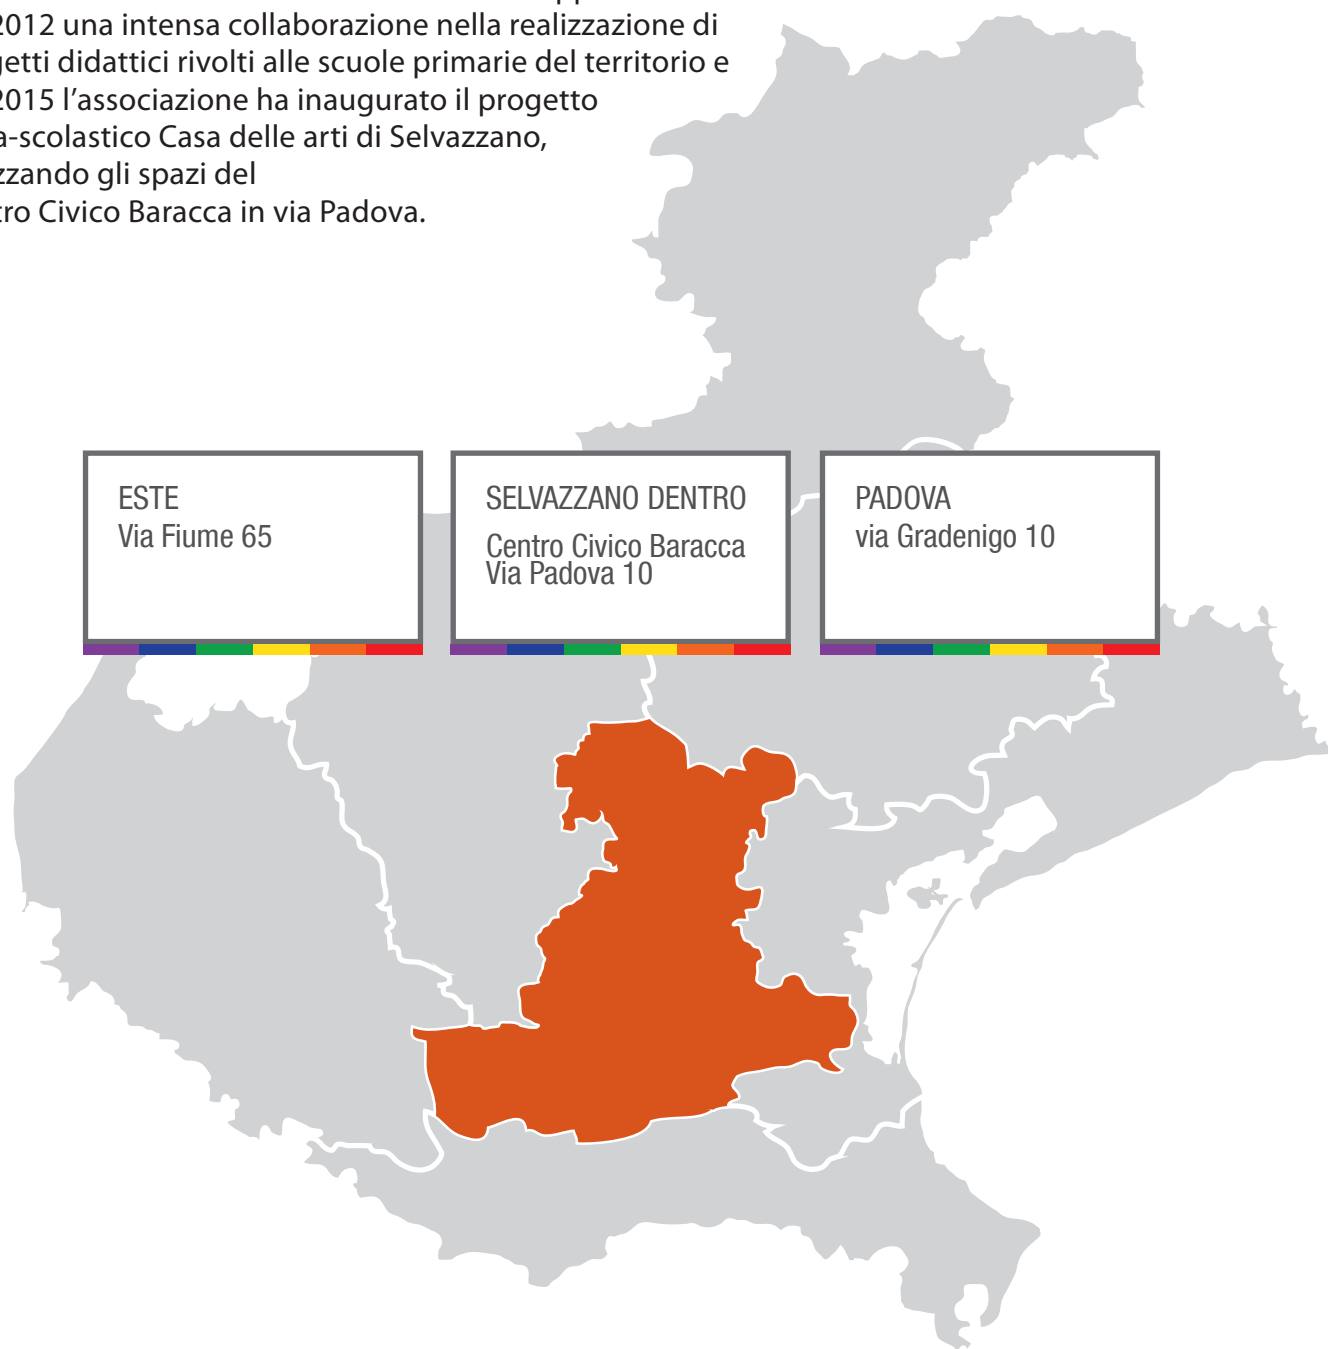 2012 una intensa collaborazione nella realizzazione di
getti didattici rivolti alle scuole primarie del territorio e
2015 l'associazione ha inaugurato il progetto
a-scolastico Casa delle arti di Selvazzano,
zzando gli spazi del
tro Civico Baracca in via Padova.
ESTE
Via Fiume 65
SELVAZZANO DENTRO
Centro Civico Baracca
Via Padova 10
PADOVA
via Gradenigo 10